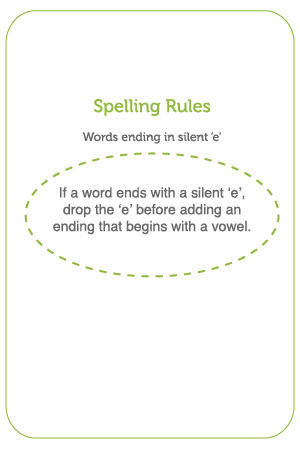 Spelling Rules
Words ending in silent ‘e’
If a word ends with a silent ‘e’,
drop the ‘e’ before adding an
ending that begins with a vowel.